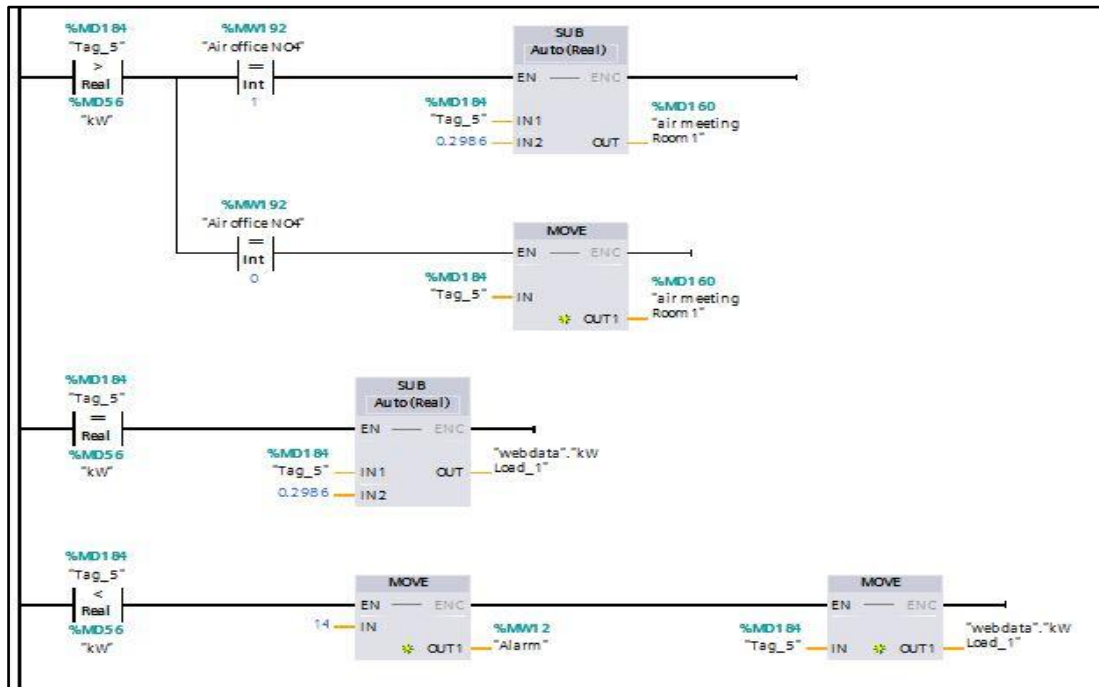 %MD184
"Tag_5"
>
Real
%MD56
"kW"
%MW192
"Air office NO4"
==
Int
1
SUB
Auto (Real)
EN
ENO
%MD184
"Tag_5"
IN1
0.2986
IN2
OUT
%MD160
"air meeting
Room 1"
%MW192
"Air office NO4"
==
Int
0
MOVE
EN
ENO
%MD184
"Tag_5"
IN
OUT1
%MD160
"air meeting
Room 1"
%MD184
"Tag_5"
==
Real
%MD56
"kW"
SUB
Auto (Real)
EN
ENO
%MD184
"Tag_5"
IN1
0.2986
IN2
OUT
"webdata"."kW
Load_1"
%MD184
"Tag_5"
<
Real
%MD56
"kW"
MOVE
EN
ENO
14
IN
OUT1
%MW12
"Alarm"
MOVE
EN
ENO
%MD184
"Tag_5"
IN
OUT1
"webdata"."kW
Load_1"